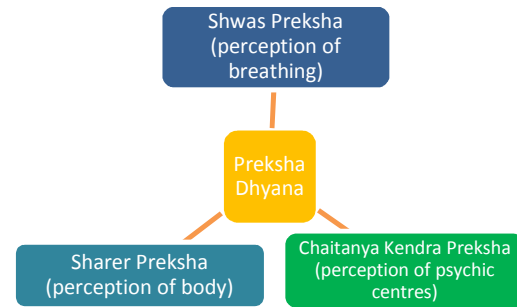 Shwas Preksha
(perception of
breathing)
Preksha
Dhyana
Sharer Preksha
(perception of body)
Chaitanya Kendra Preksha
(perception of psychic
centres)